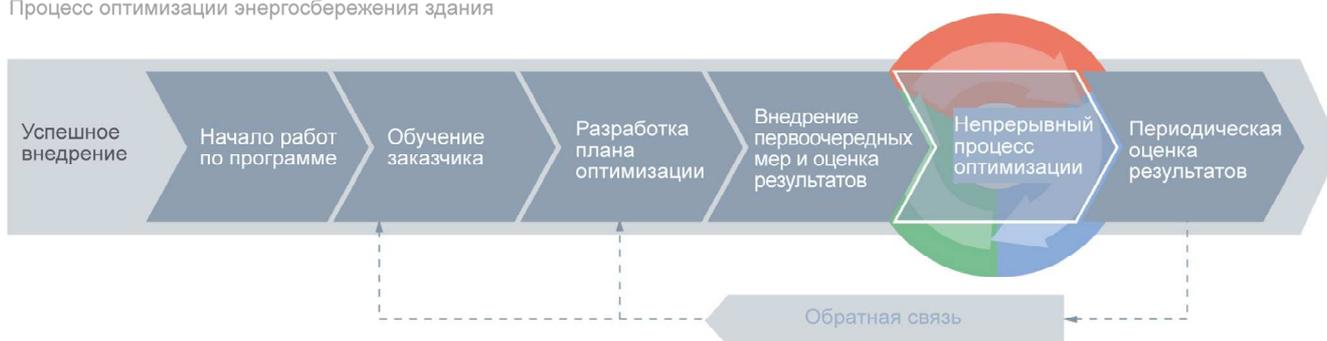 Процесс оптимизации энергосбережения здания
Успешное
внедрение
Начало работ
по программе
Обучение
заказчика
Разработка
плана
оптимизации
Внедрение
первоочередных
мер и оценка
результатов
Непрерывный
процесс
оптимизации
Периодическая
оценка
результатов
Обратная связь